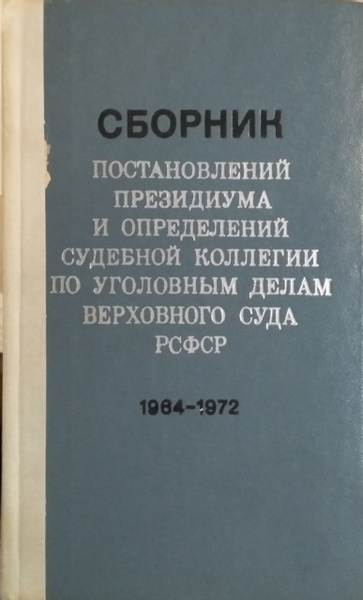 СБОРНИК
ПОСТАНОВЛЕНИЙ
ПРЕЗИДИУМА
И ОПРЕДЕЛЕНИЙ
СУДЕБНОЙ КОЛЛЕГИИ
ПО УГОЛОВНЫМ ДЕЛАМ
ВЕРХОВНОГО СУДА
РСФСР
1964-1972